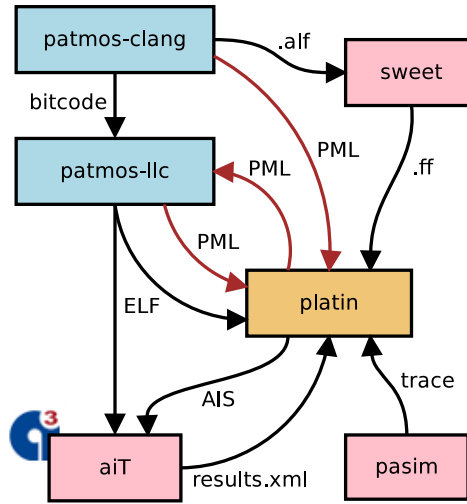 patmos-clang
.alf
sweet
bitcode
patmos-llc
PML
PML
.ff
PML
ELF
platin
AIS
trace
3
aiT
results.xml
pasim